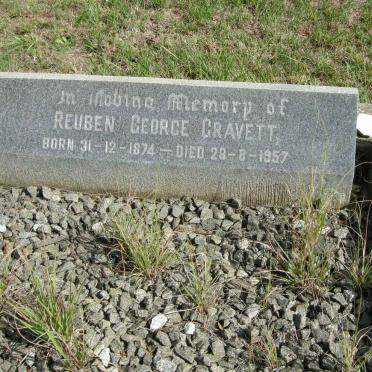 In Loving Memory of
REUBEN GEORGE GRAVETT,
BORN 31-12-1874 — DIED 28-8-1957